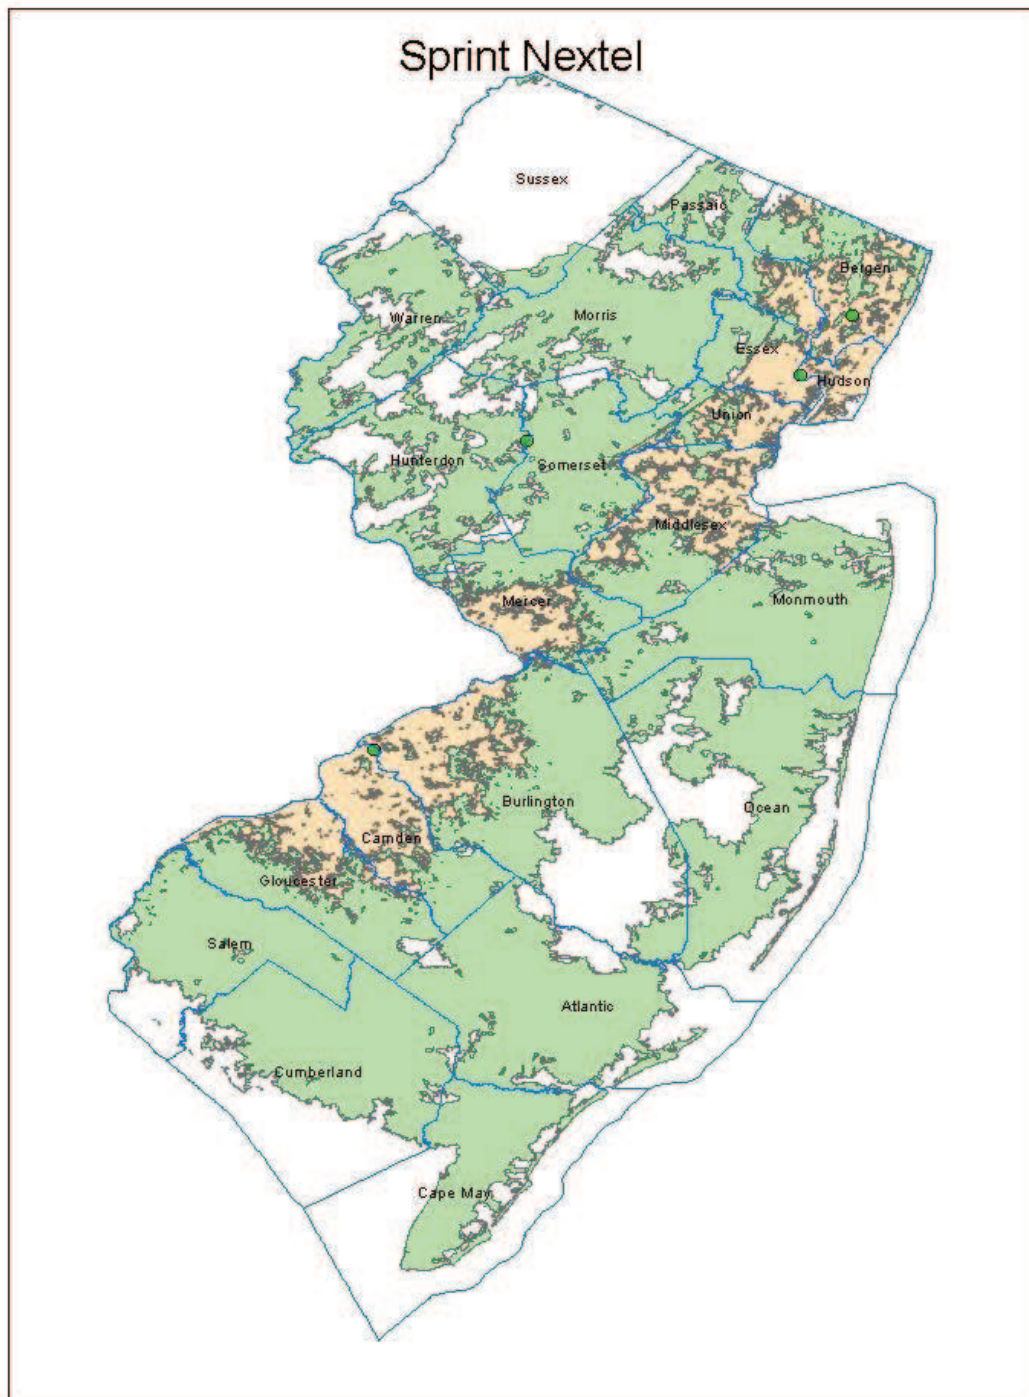 Sprint Nextel
Sussex
Passaic
Bergen
Warren
Morris
Essex
Hudson
Union
Hunterdon
Somerset
Middlesex
Mercer
Monmouth
Burlington
Ocean
Camden
Gloucester
Salem
Atlantic
Cumberland
Cape May